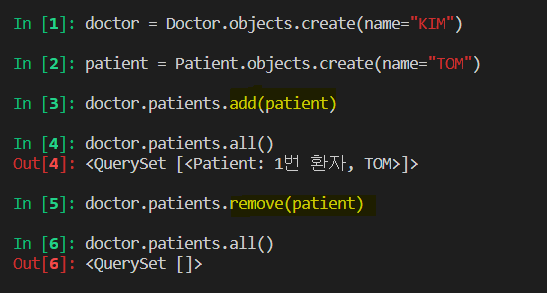 In [1]: doctor = Doctor.objects.create(name="KIM")
In [2]: patient = Patient.objects.create(name="TOM")
In [3]: doctor.patients.add(patient)
In [4]: doctor.patients.all()
Out[4]: <QuerySet [<Patient: 1번 환자, TOM>]>
In [5]: doctor.patients.remove(patient)
In [6]: doctor.patients.all()
Out[6]: <QuerySet []>